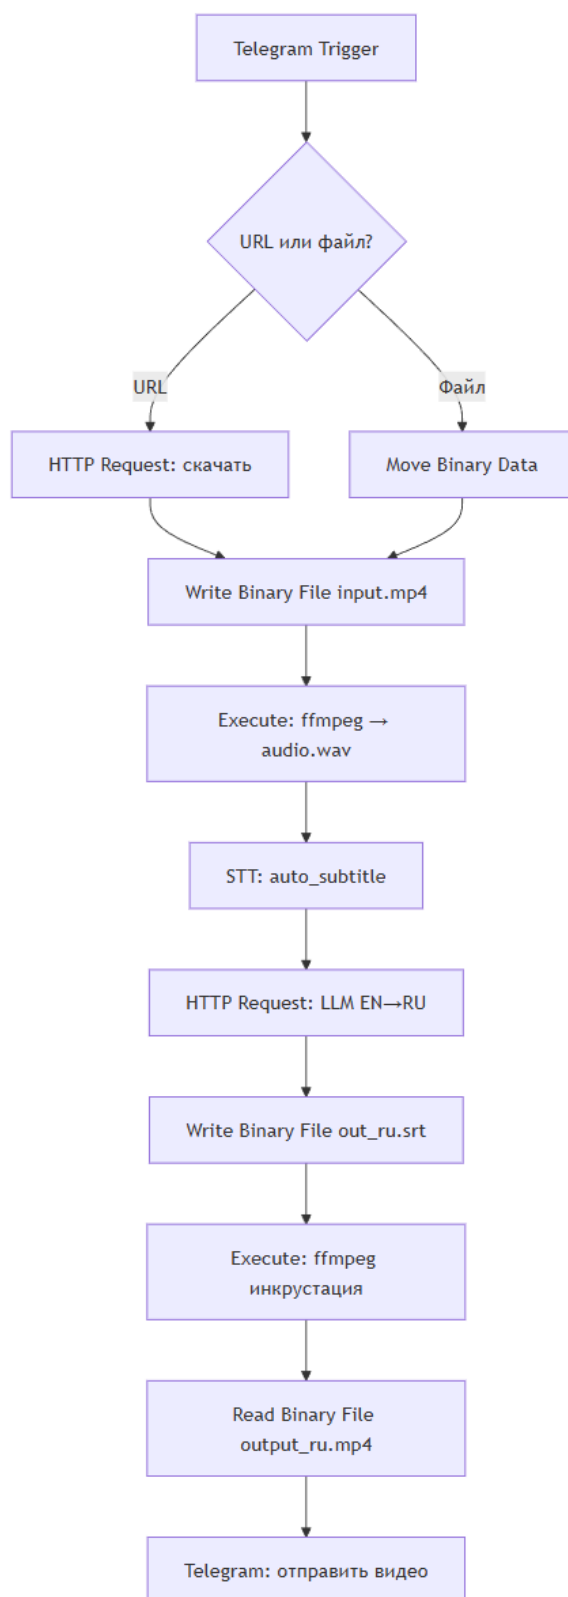 Telegram Trigger
URL или файл?
URL
Файл
HTTP Request: скачать
Move Binary Data
Write Binary File input.mp4
Execute: ffmpeg →
audio.wav
STT: auto_subtitle
HTTP Request: LLM EN→RU
Write Binary File out_ru.srt
Execute: ffmpeg
инкрустация
Read Binary File
output_ru.mp4
Telegram: отправить видео